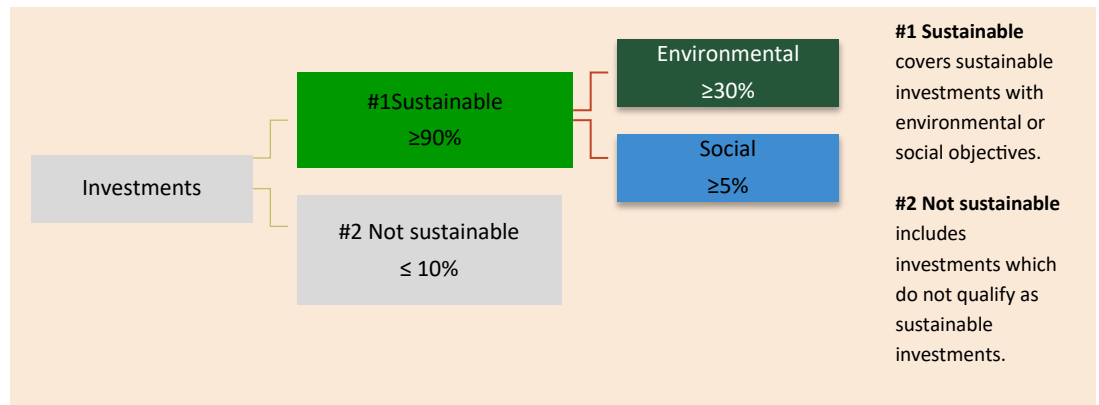 Investments
#1Sustainable
≥90%
#2 Not sustainable
≤ 10%
Environmental
≥30%
Social
≥5%
#1 Sustainable
covers sustainable
investments with
environmental or
social objectives.
#2 Not sustainable
includes
investments which
do not qualify as
sustainable
investments.